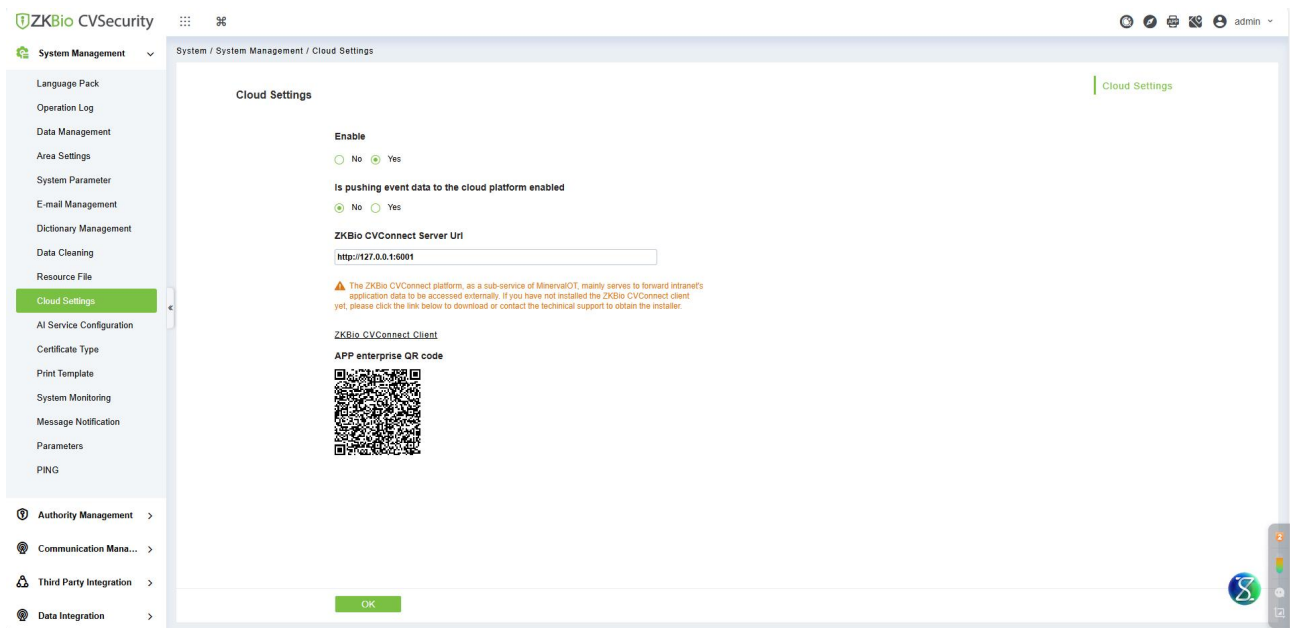 ZKBio CVSecurity
admin
System Management
System / System Management / Cloud Settings
Language Pack
Operation Log
Data Management
Area Settings
System Parameter
E-mail Management
Dictionary Management
Data Cleaning
Resource File
Cloud Settings
AI Service Configuration
Certificate Type
Print Template
System Monitoring
Message Notification
Parameters
PING
Authority Management
Communication Mana...
Third Party Integration
Data Integration
Cloud Settings
Cloud Settings
Enable
No Yes
Is pushing event data to the cloud platform enabled
No Yes
ZKBio CVConnect Server Url
http://127.0.0.1:6001
The ZKBio CVConnect platform, as a sub-service of MinervaIOT, mainly serves to forward intranet's
application data to be accessed externally. If you have not installed the ZKBio CVConnect client
yet, please click the link below to download or contact the techinical support to obtain the installer.
ZKBio CVConnect Client
APP enterprise QR code
OK
2